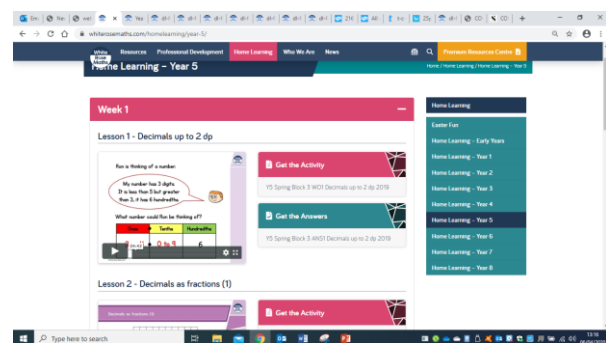 whiterosemaths.com/homelearning/year-5/
White Rose Maths
Resources Professional Development Home Learning Who We Are News
Premium Resources Centre
Home Learning – Year 5
Home / Home Learning / Home Learning – Year 5
Week 1
Lesson 1 - Decimals up to 2 dp
Ron is thinking of a number.
My number has 3 digits.
It is less than 5 but greater
than 3, it has 6 hundredths.
What number could Ron be thinking of?
Tenths Hundredths
0 to 9 6
Get the Activity
Y5 Spring Block 3 WO1 Decimals up to 2 dp 2019
Get the Answers
Y5 Spring Block 3 ANS1 Decimals up to 2 dp 2019
Lesson 2 - Decimals as fractions (1)
Decimals as fractions (1)
Get the Activity
Home Learning
Easter Fun
Home Learning – Early Years
Home Learning – Year 1
Home Learning – Year 2
Home Learning – Year 3
Home Learning – Year 4
Home Learning – Year 5
Home Learning – Year 6
Home Learning – Year 7
Home Learning – Year 8
Type here to search
13:16